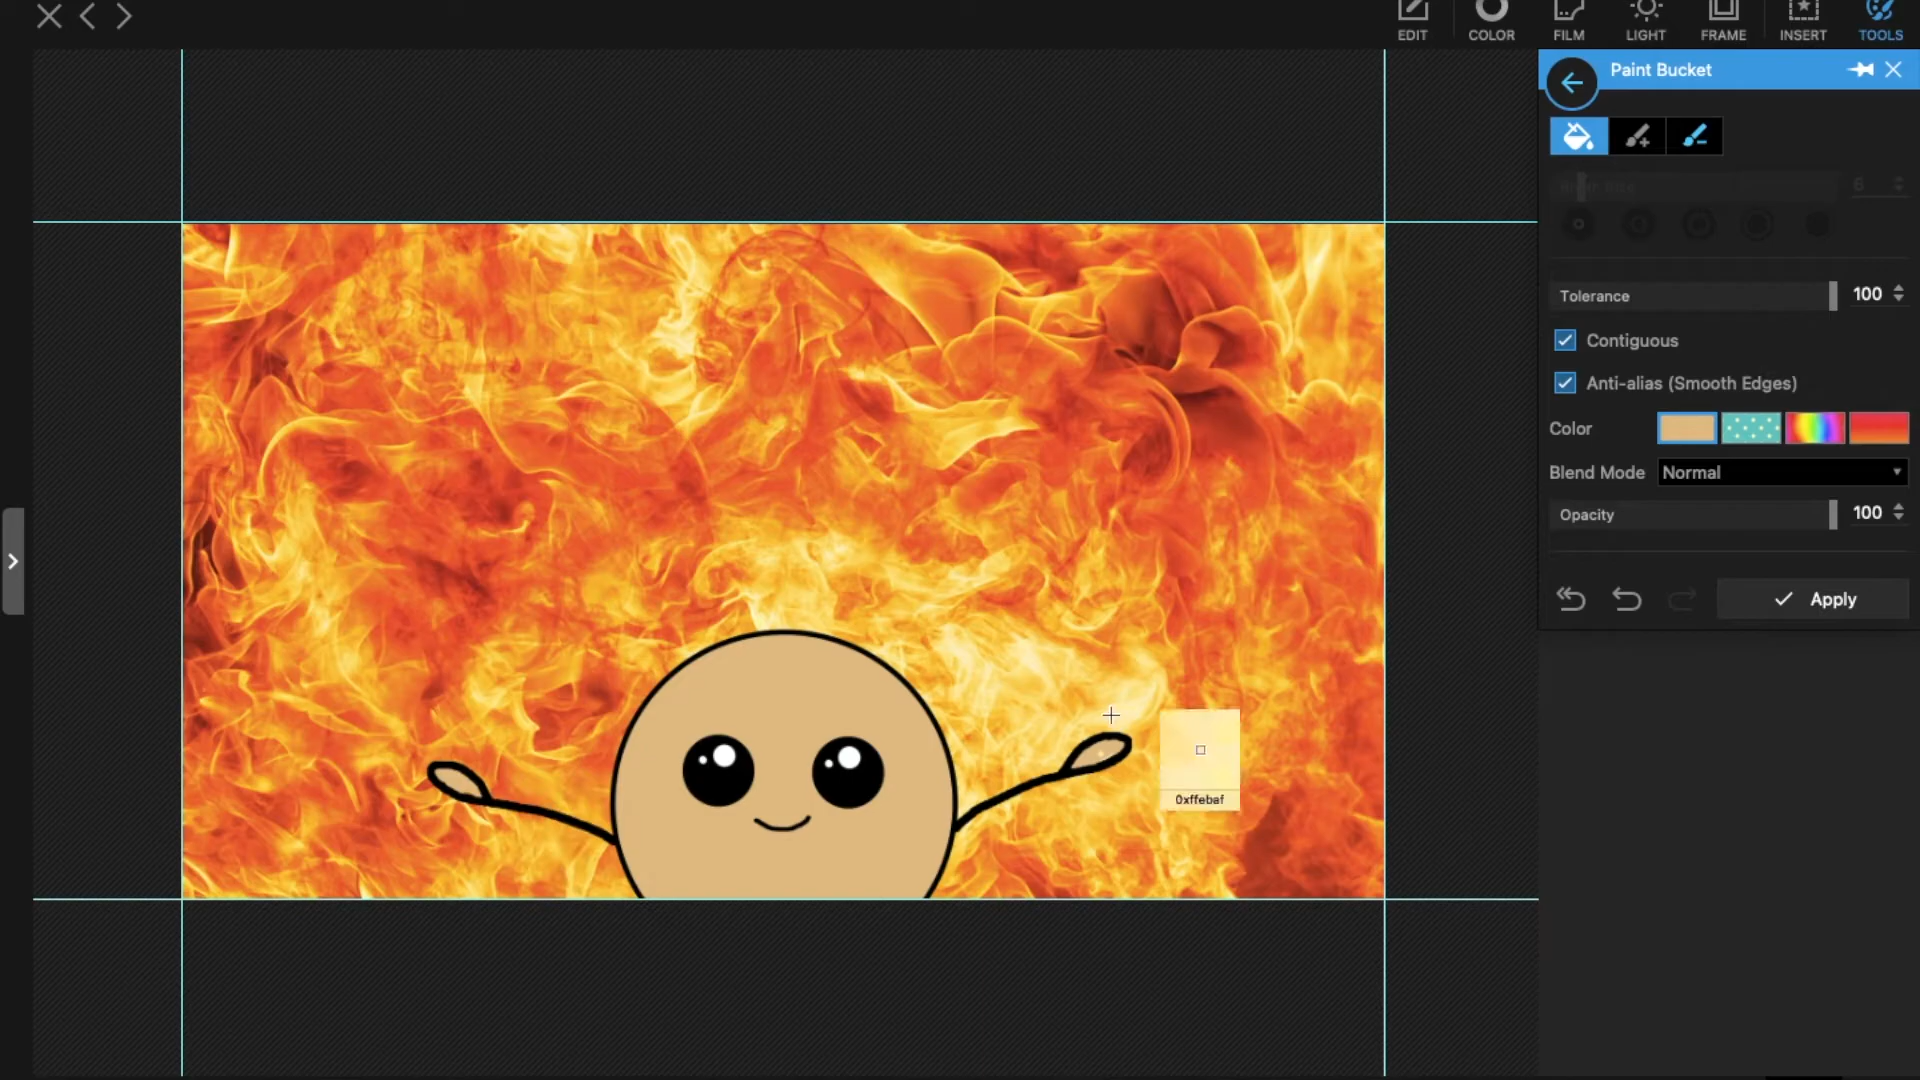 EDIT COLOR FILM LIGHT FRAME INSERT TOOLS
Paint Bucket
6
Tolerance 100
Contiguous
Anti-alias (Smooth Edges)
Color
Blend Mode Normal
Opacity 100
Apply
0xffebaf